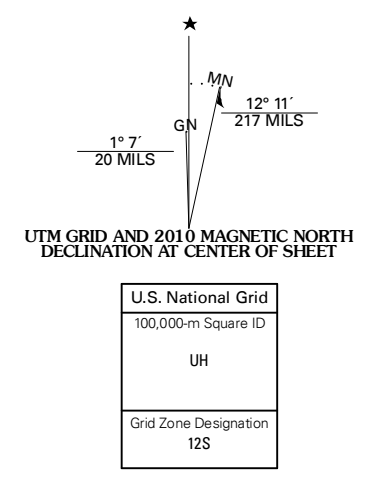 ★
MN
12° 11´
217 MILS
GN
1° 7´
20 MILS
UTM GRID AND 2010 MAGNETIC NORTH
DECLINATION AT CENTER OF SHEET
U.S. National Grid
100,000-m Square ID
UH
Grid Zone Designation
12S